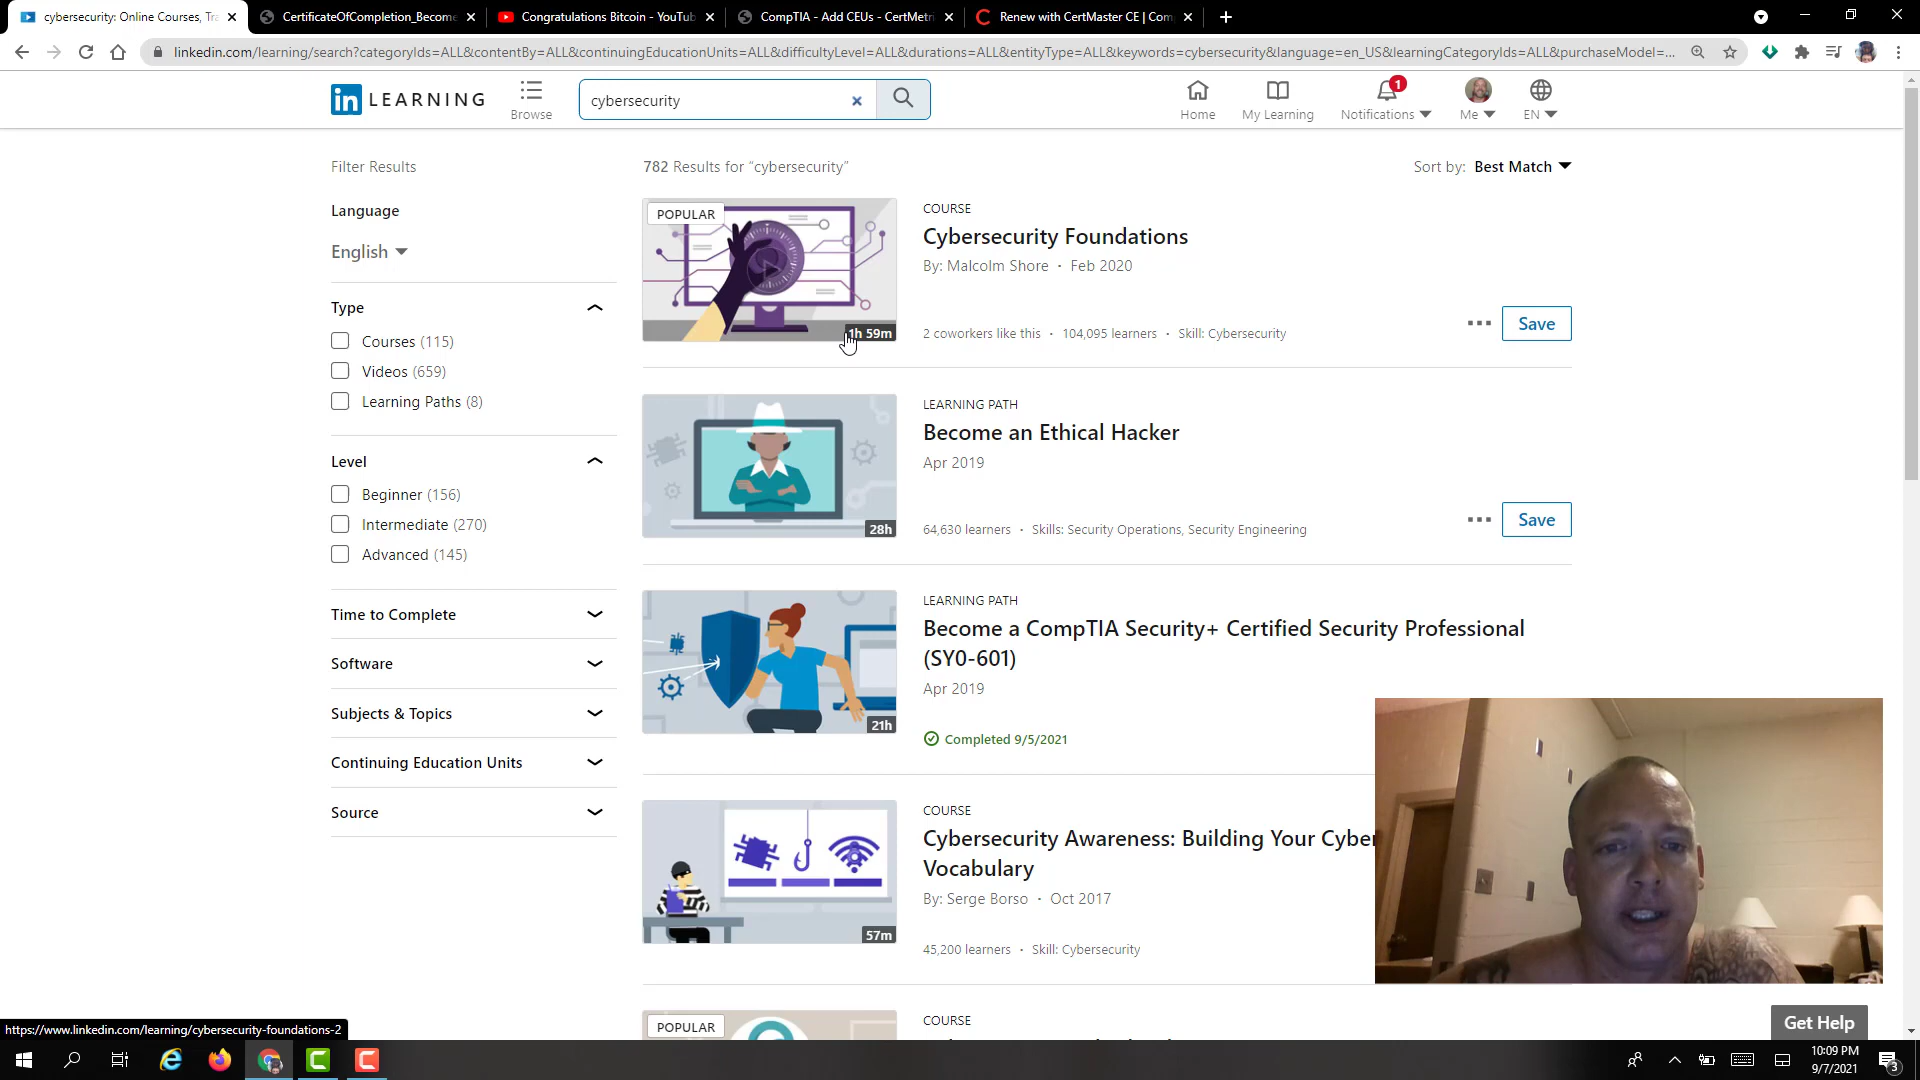 cybersecurity: Online Courses, Tra
CertificateOfCompletion_Become
Congratulations Bitcoin - YouTub
CompTIA - Add CEUs - CertMetri
Renew with CertMaster CE | Com
linkedin.com/learning/search?categoryIds=ALL&contentBy=ALL&continuingEducationUnits=ALL&difficultyLevel=ALL&durations=ALL&entityType=ALL&keywords=cybersecurity&language=en_US&learningCategoryIds=ALL&purchaseModel=...
in LEARNING
Browse
cybersecurity
Home
My Learning
1
Notifications
Me
EN
Filter Results
782 Results for “cybersecurity”
Sort by: Best Match
Language
English
Type
Courses (115)
Videos (659)
Learning Paths (8)
Level
Beginner (156)
Intermediate (270)
Advanced (145)
Time to Complete
Software
Subjects & Topics
Continuing Education Units
Source
POPULAR
1h 59m
COURSE
Cybersecurity Foundations
By: Malcolm Shore • Feb 2020
2 coworkers like this • 104,095 learners • Skill: Cybersecurity
Save
28h
LEARNING PATH
Become an Ethical Hacker
Apr 2019
64,630 learners • Skills: Security Operations, Security Engineering
Save
21h
LEARNING PATH
Become a CompTIA Security+ Certified Security Professional
(SY0-601)
Apr 2019
Completed 9/5/2021
57m
COURSE
Cybersecurity Awareness: Building Your Cyber
Vocabulary
By: Serge Borso • Oct 2017
45,200 learners • Skill: Cybersecurity
POPULAR
COURSE
Get Help
https://www.linkedin.com/learning/cybersecurity-foundations-2
10:09 PM
9/7/2021
3